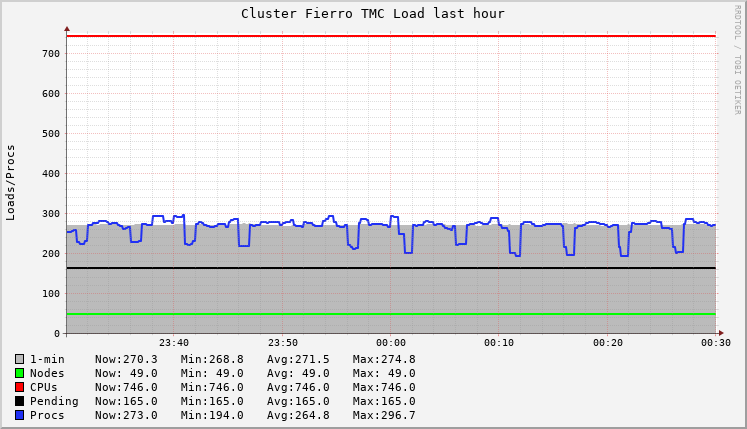 Cluster Fierro TMC Load last hour
RRDTOOL / TOBI OETIKER
Loads/Procs
700
600
500
400
300
200
100
0
23:40 23:50 00:00 00:10 00:20 00:30
1-min Now:270.3 Min:268.8 Avg:271.5 Max:274.8
Nodes Now: 49.0 Min: 49.0 Avg: 49.0 Max: 49.0
CPUs Now:746.0 Min:746.0 Avg:746.0 Max:746.0
Pending Now:165.0 Min:165.0 Avg:165.0 Max:165.0
Procs Now:273.0 Min:194.0 Avg:264.8 Max:296.7